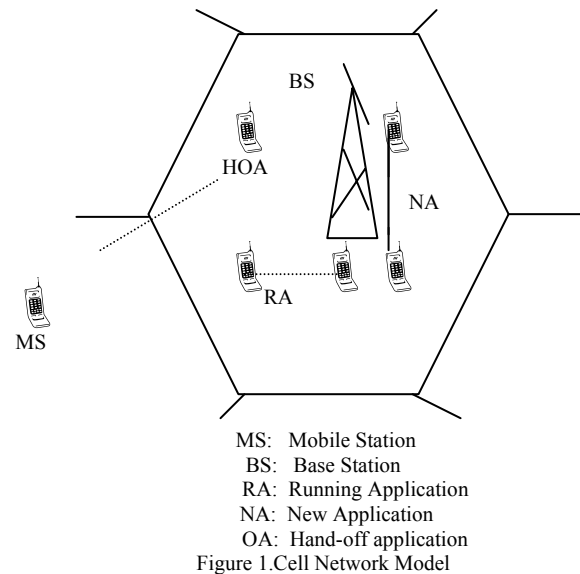 BS
HOA
NA
RA
MS
MS: Mobile Station
BS: Base Station
RA: Running Application
NA: New Application
OA: Hand-off application
Figure 1.Cell Network Model